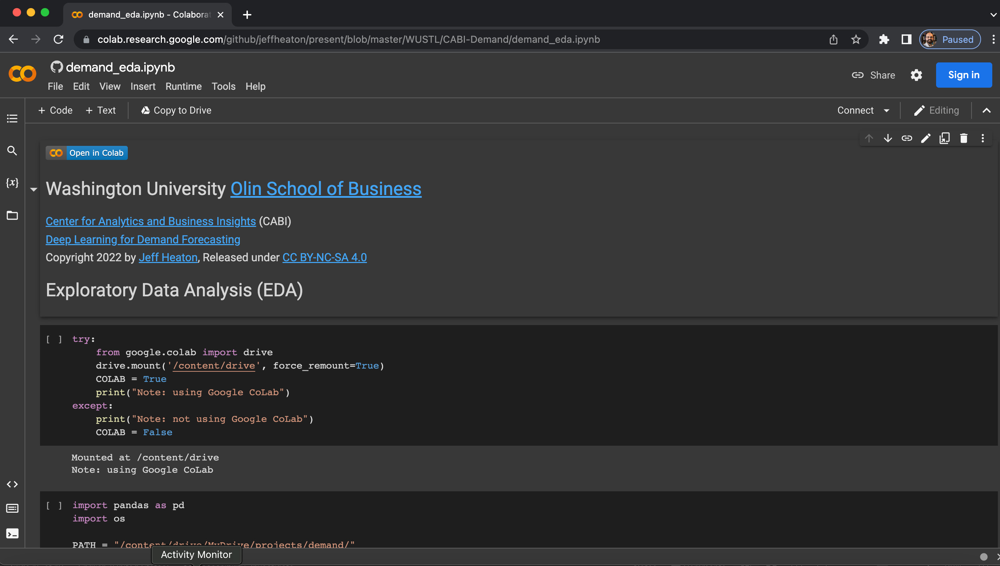 demand_eda.ipynb - Colaborat
colab.research.google.com/github/jeffheaton/present/blob/master/WUSTL/CABI-Demand/demand_eda.ipynb
Paused
demand_eda.ipynb
Share
Sign in
File Edit View Insert Runtime Tools Help
+ Code + Text Copy to Drive
Connect
Editing
Open in Colab
{x}
Washington University Olin School of Business
Center for Analytics and Business Insights (CABI)
Deep Learning for Demand Forecasting
Copyright 2022 by Jeff Heaton, Released under CC BY-NC-SA 4.0
Exploratory Data Analysis (EDA)
[ ] try:
from google.colab import drive
drive.mount('/content/drive', force_remount=True)
COLAB = True
print("Note: using Google CoLab")
except:
print("Note: not using Google CoLab")
COLAB = False
Mounted at /content/drive
Note: using Google CoLab
[ ] import pandas as pd
import os
PATH = "/content/drive/MyDrive/projects/demand/"
Activity Monitor